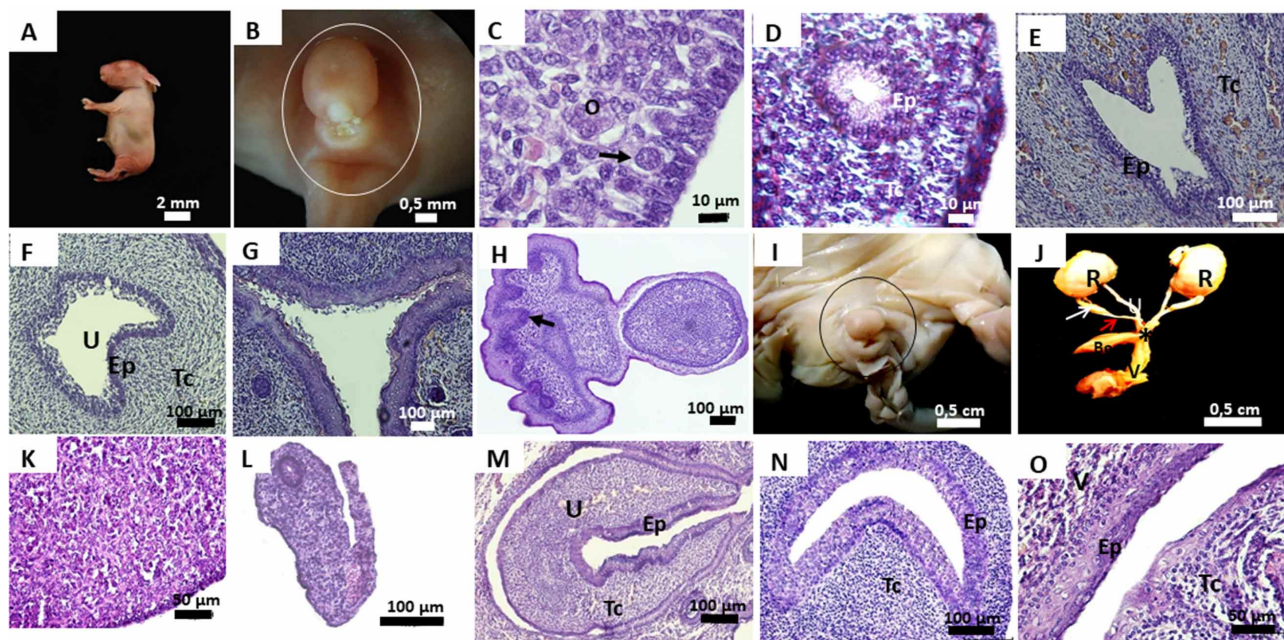 A
2 mm
B
0,5 mm
C
O
10 µm
D
Ep
Tc
10 µm
E
Tc
Ep
100 µm
F
U
Ep
Tc
100 µm
G
100 µm
H
100 µm
I
0,5 cm
J
R
R
*
V
0,5 cm
K
50 µm
L
100 µm
M
U
Ep
Tc
100 µm
N
Ep
Tc
100 µm
O
V
Ep
Tc
50 µm